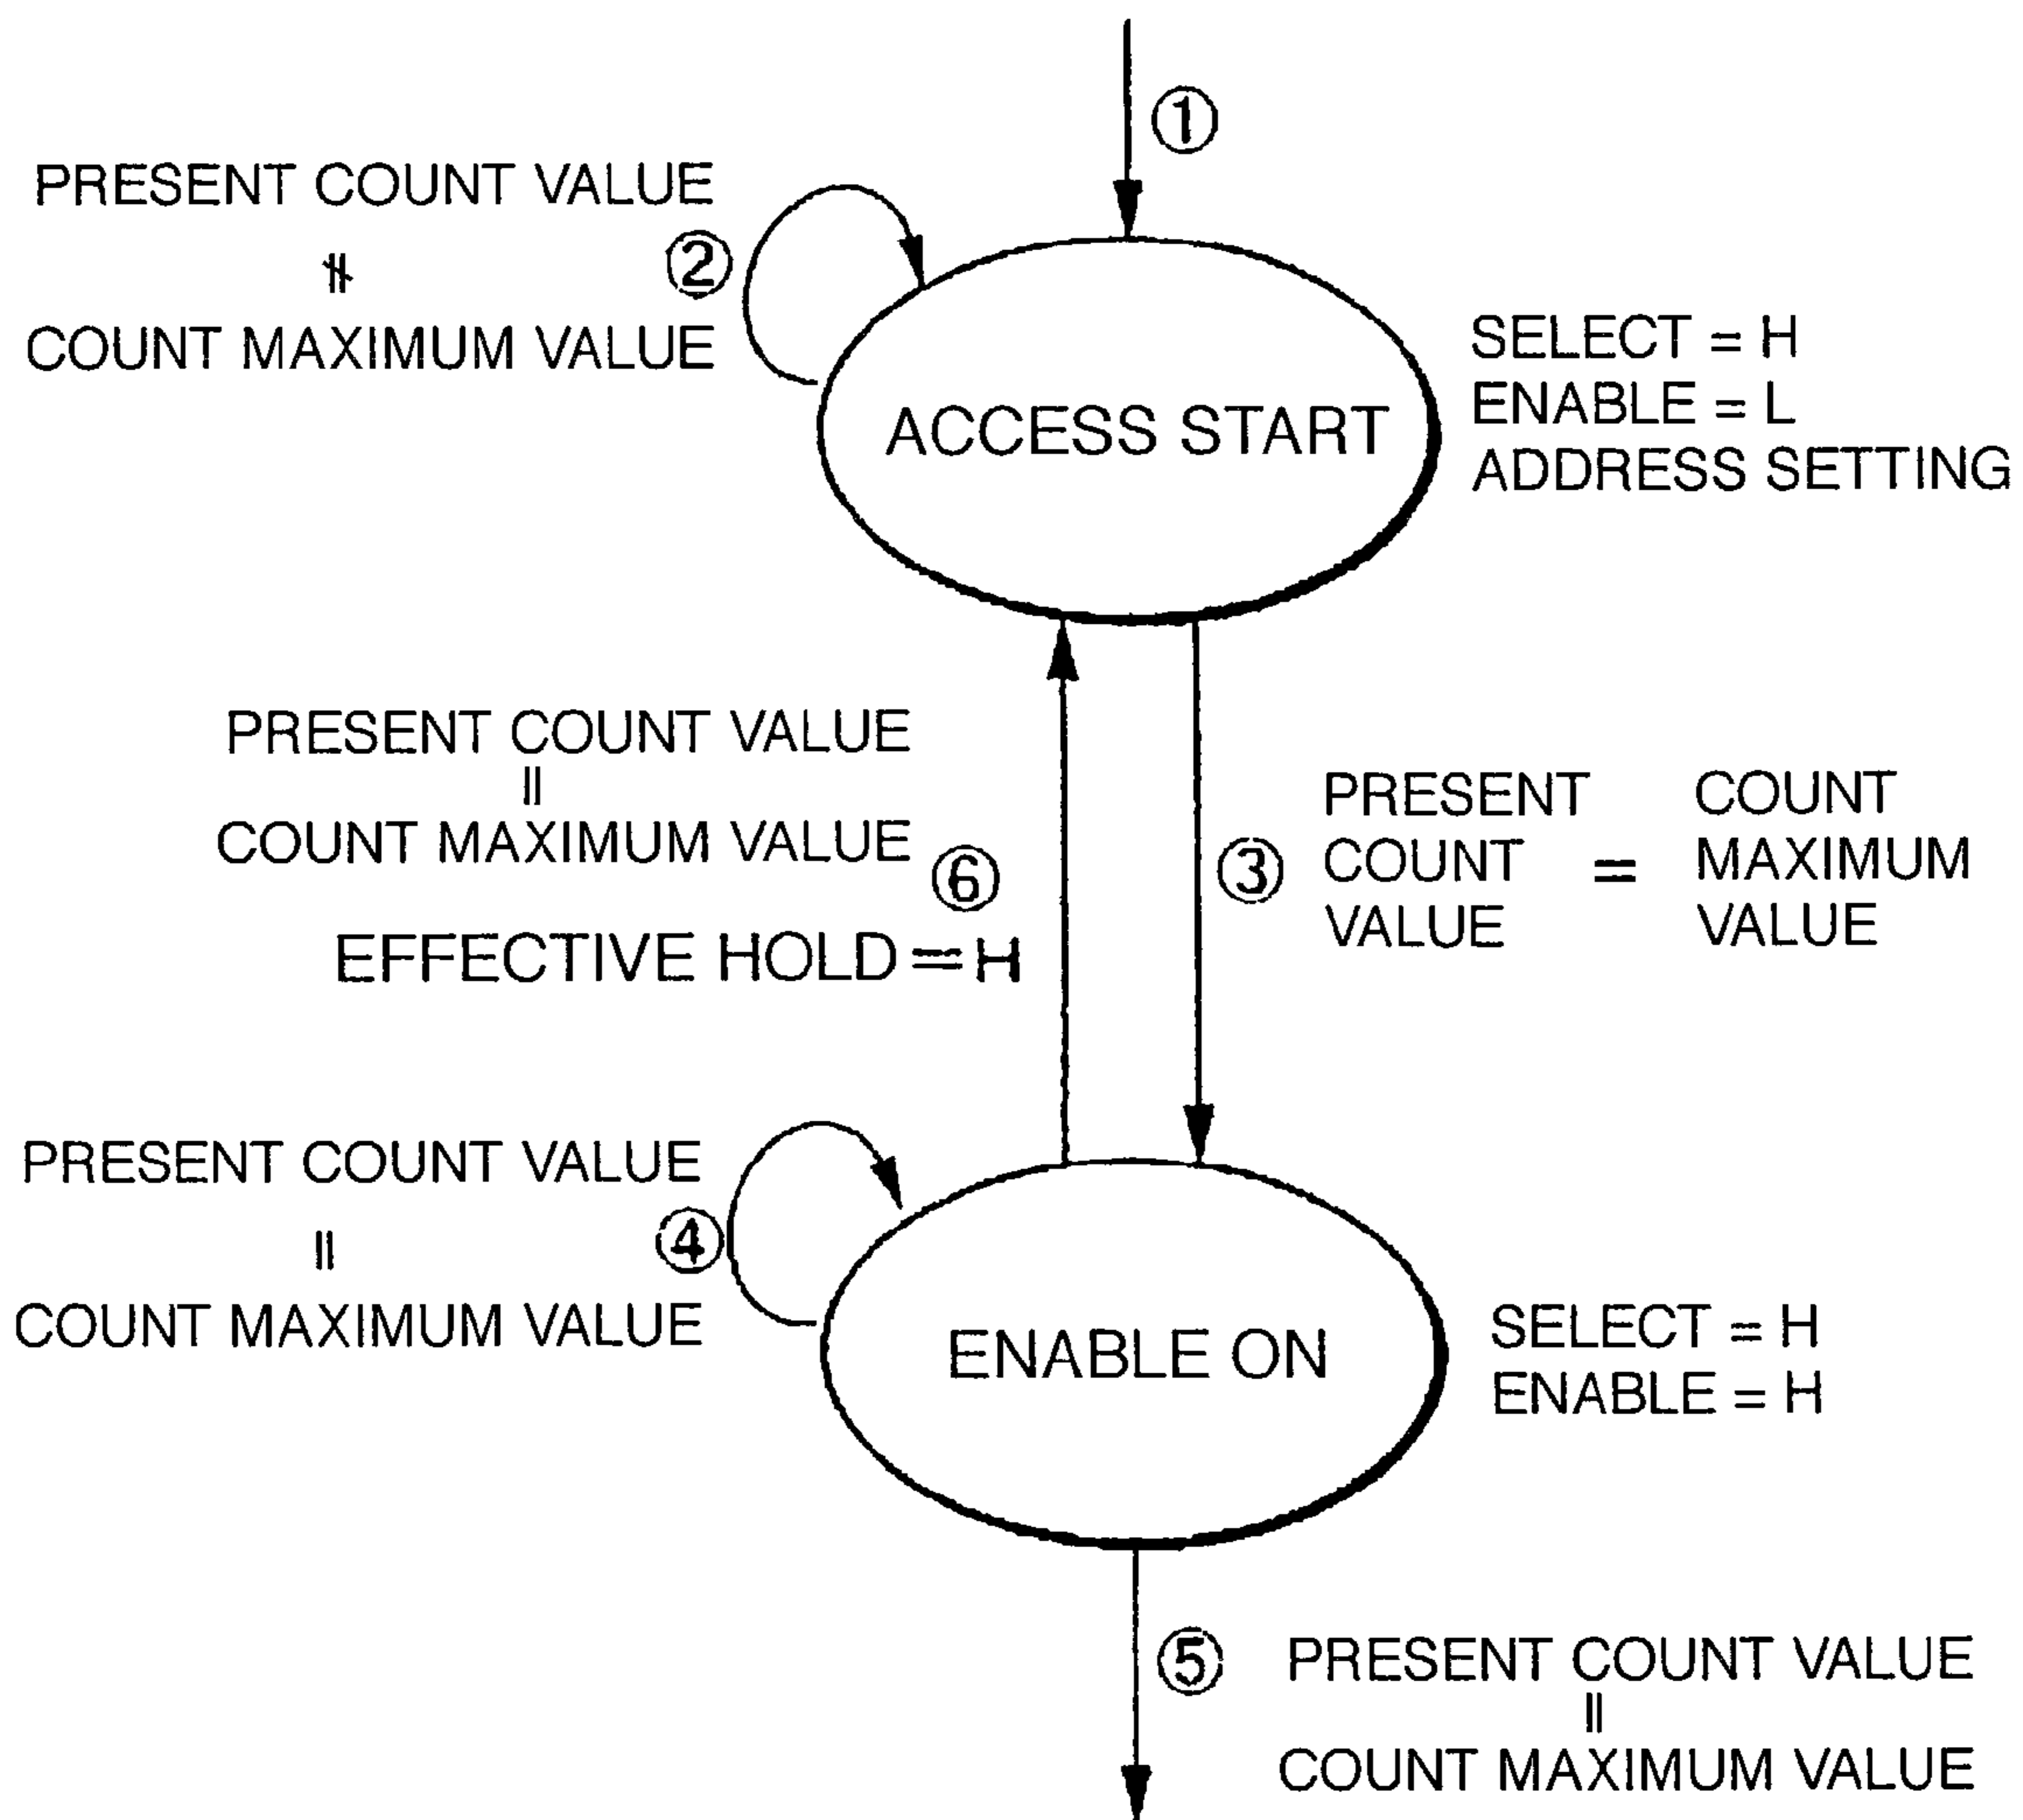 ①
PRESENT COUNT VALUE
≠
②
COUNT MAXIMUM VALUE
ACCESS START
SELECT = H
ENABLE = L
ADDRESS SETTING
PRESENT COUNT VALUE
=
COUNT MAXIMUM VALUE
⑥
EFFECTIVE HOLD = H
③
PRESENT COUNT VALUE = COUNT MAXIMUM VALUE
PRESENT COUNT VALUE
=
④
COUNT MAXIMUM VALUE
ENABLE ON
SELECT = H
ENABLE = H
⑤
PRESENT COUNT VALUE
=
COUNT MAXIMUM VALUE